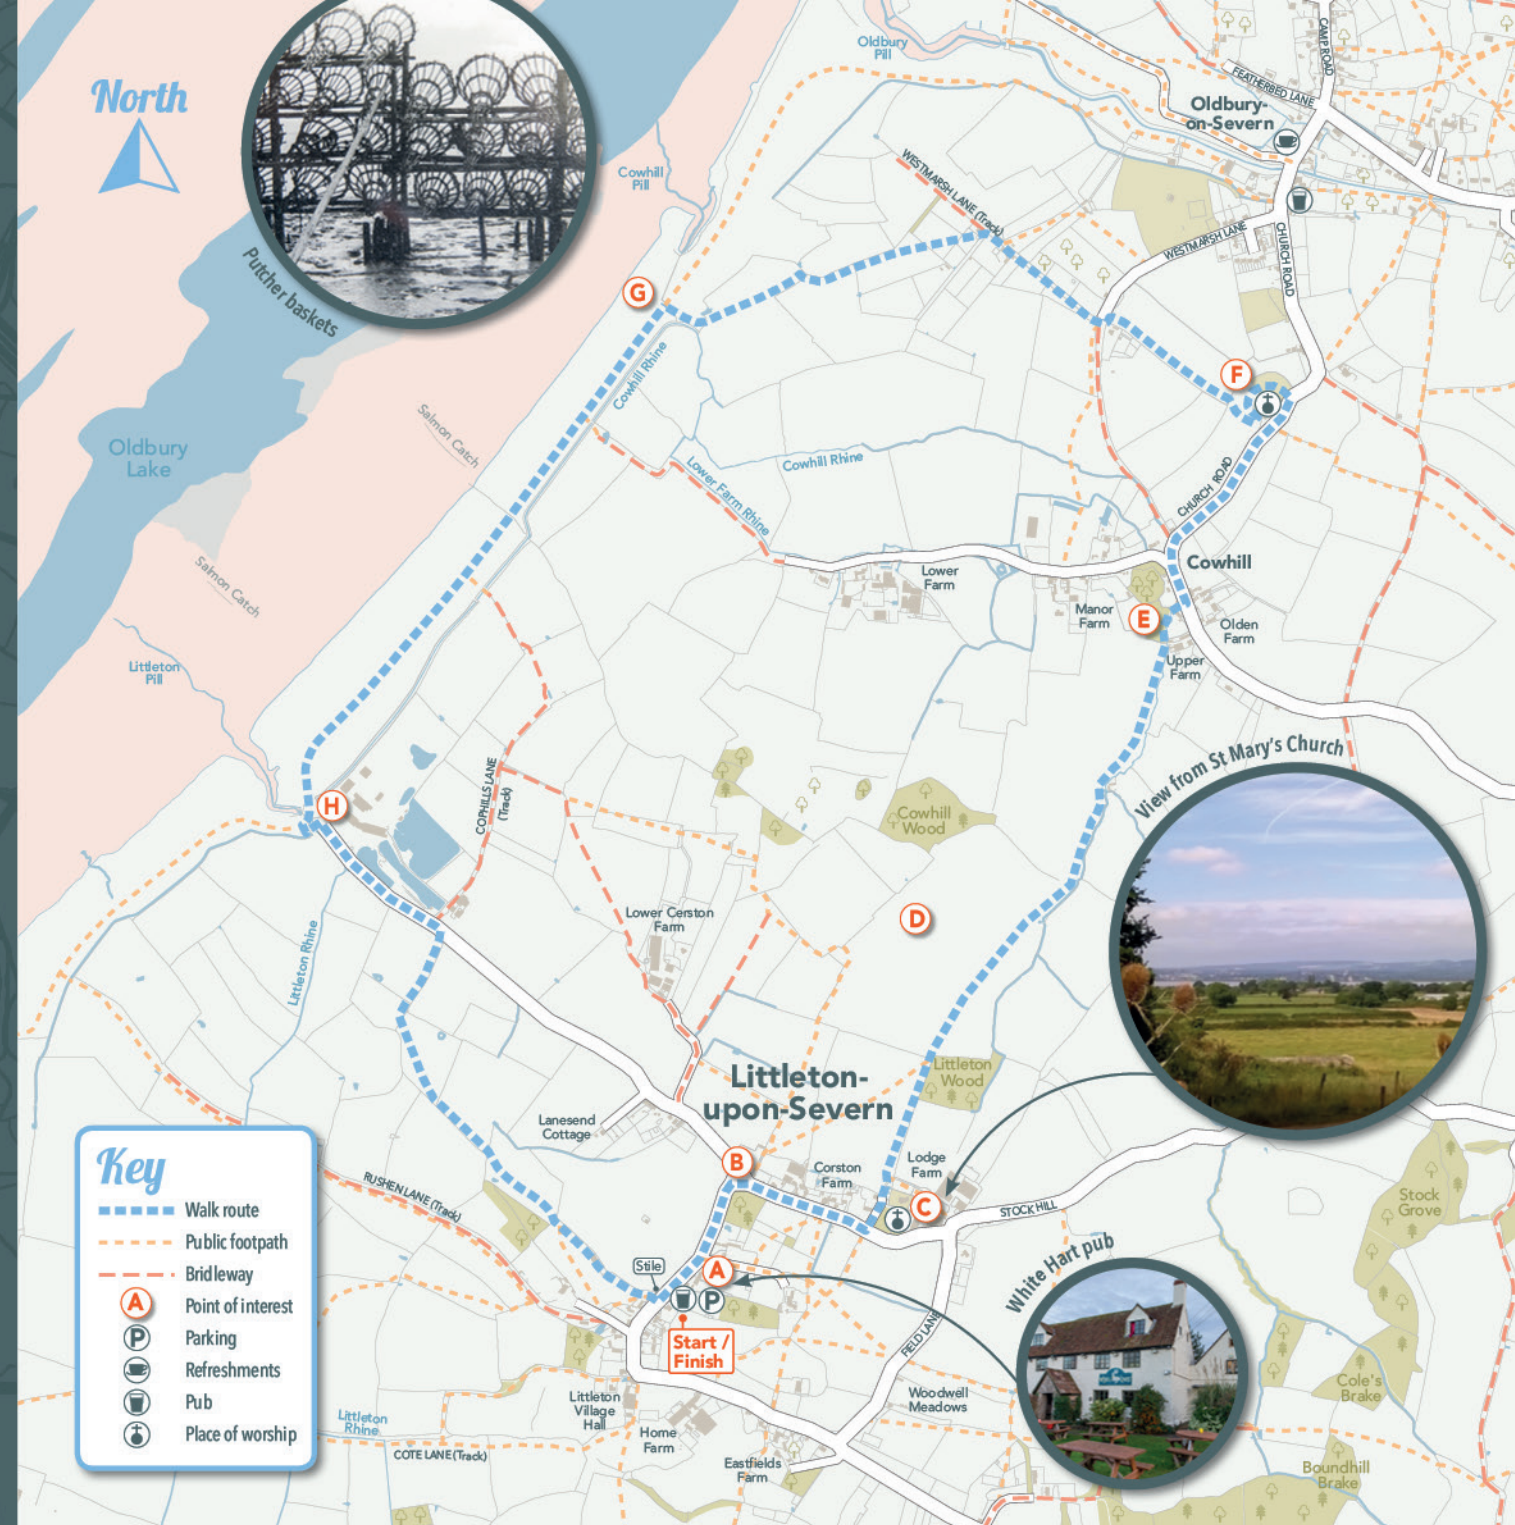 North
Putcher baskets
Oldbury
Pill
Cowhill
Pill
CAMP ROAD
FEATHERBED LANE
Oldbury-
on-Severn
WESTMARSH LANE (Track)
WESTMARSH LANE
CHURCH ROAD
G
Cowhill Rhine
F
Salmon Catch
Oldbury
Lake
Cowhill Rhine
Lower Farm Rhine
CHURCH ROAD
Salmon Catch
Cowhill
Lower
Farm
Manor
Farm
E
Olden
Farm
Upper
Farm
Littleton
Pill
View from St Mary's Church
COPHILLS LANE
(Track)
H
Cowhill
Wood
D
Lower Cerston
Farm
Littleton Rhine
Littleton-
upon-Severn
Littleton
Wood
Lanesend
Cottage
B
Corston
Farm
Lodge
Farm
C
STOCK HILL
Stock
Grove
RUSHEN LANE (Track)
Stile
A
P
Start /
Finish
White Hart pub
FIELD LANE
Cole's
Brake
Woodwell
Meadows
Littleton
Village
Hall
Home
Farm
Littleton
Rhine
COTE LANE (Track)
Eastfields
Farm
Boundhill
Brake
Key
Walk route
Public footpath
Bridleway
A Point of interest
P Parking
Refreshments
Pub
Place of worship